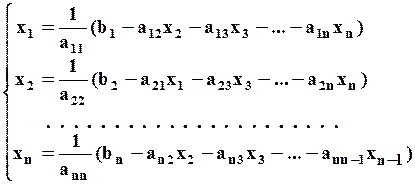 x₁ = 1/a₁₁ (b₁ − a₁₂x₂ − a₁₃x₃ − ... − a₁ₙxₙ)
x₂ = 1/a₂₂ (b₂ − a₂₁x₁ − a₂₃x₃ − ... − a₂ₙxₙ)
. . . . . . . . . . . . . . . . . . . . . .
xₙ = 1/aₙₙ (bₙ − aₙ₂x₂ − aₙ₃x₃ − ... − aₙₙ₋₁xₙ₋₁)